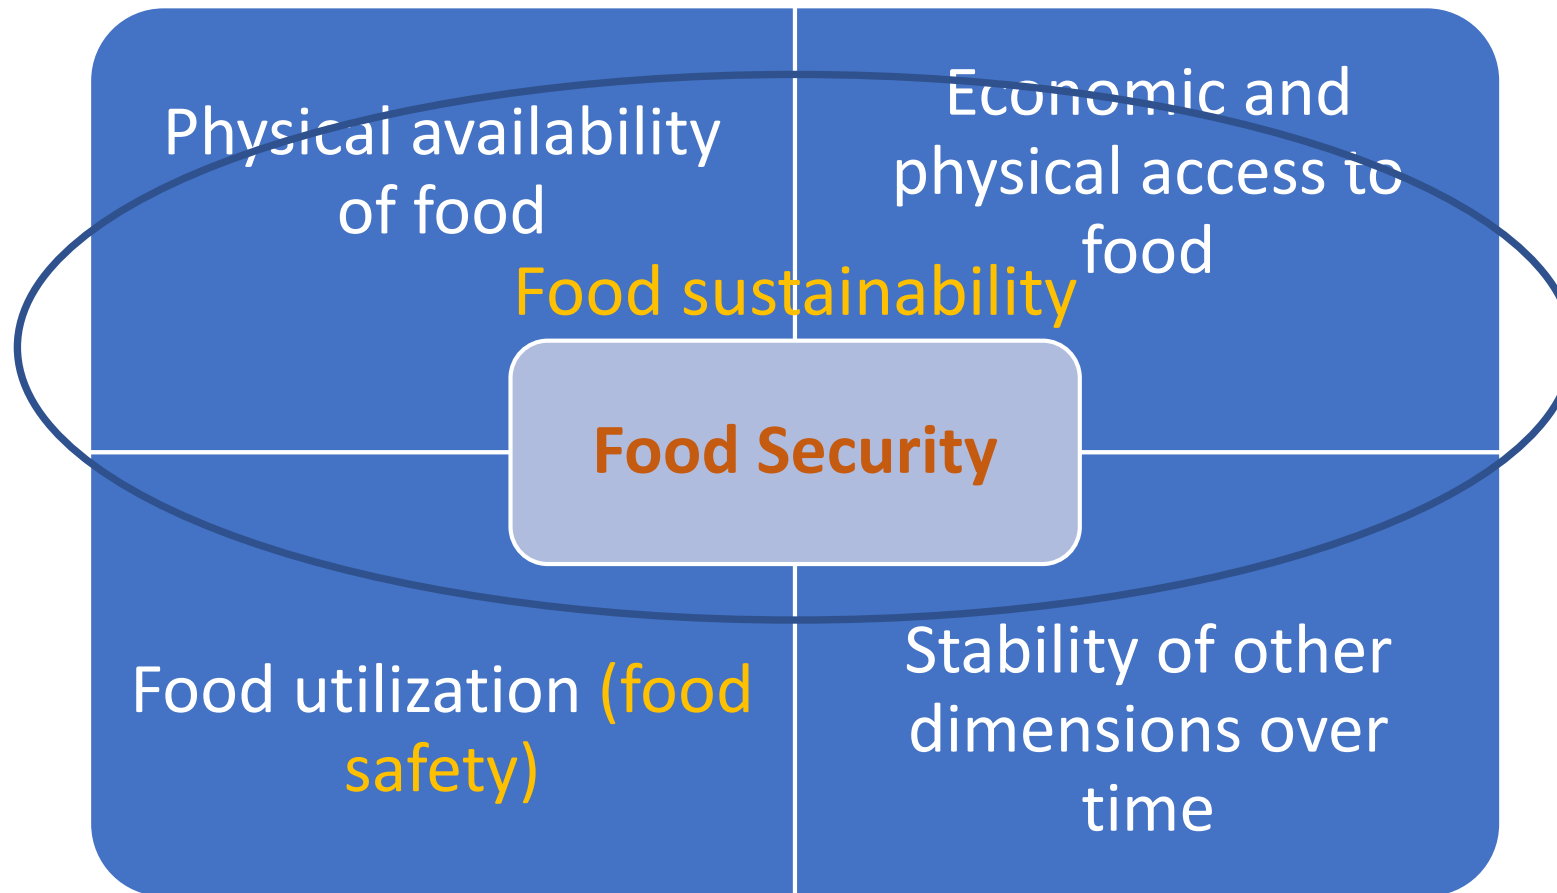 Physical availability
of food
Economic and
physical access to
food
Food sustainability
Food Security
Food utilization (food
safety)
Stability of other
dimensions over
time